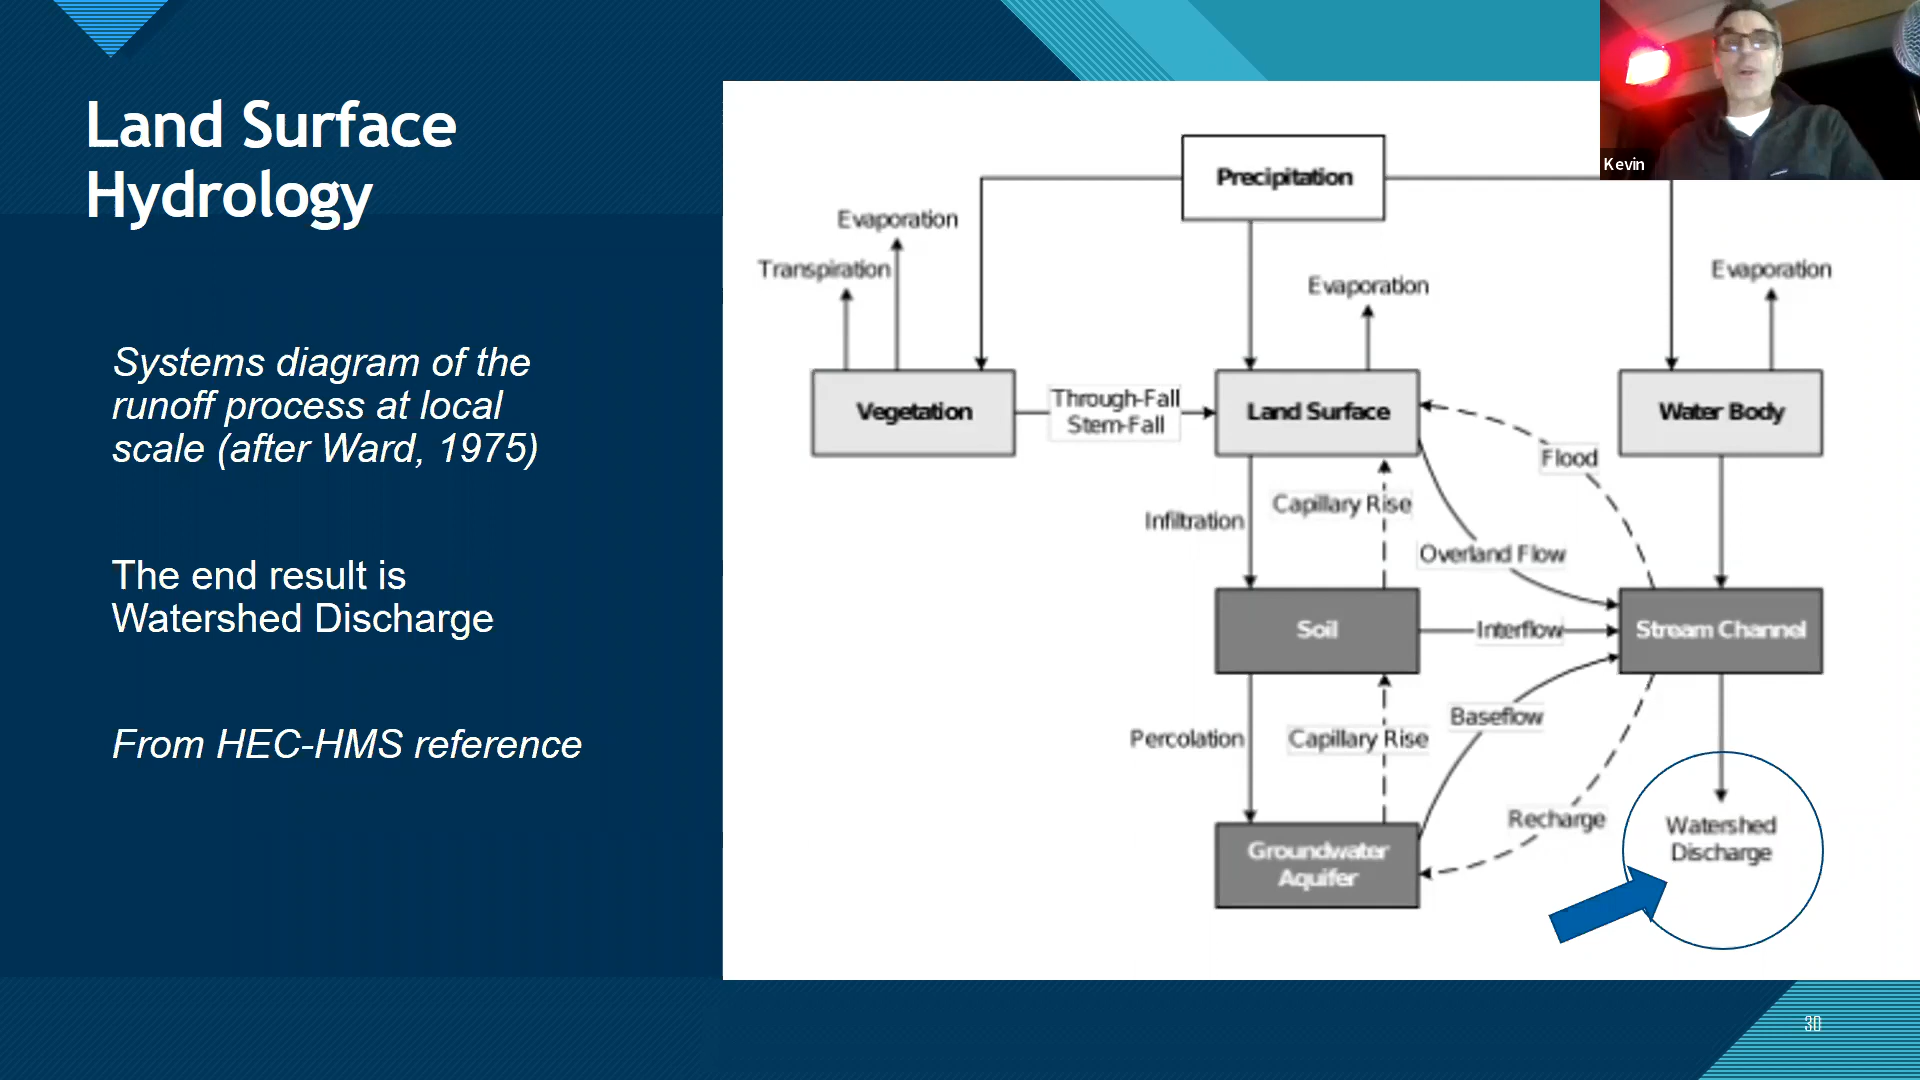 Land Surface
Hydrology
Systems diagram of the
runoff process at local
scale (after Ward, 1975)
The end result is
Watershed Discharge
From HEC-HMS reference
Precipitation
Evaporation
Transpiration
Evaporation
Evaporation
Vegetation
Through-Fall
Stem-Fall
Land Surface
Water Body
Flood
Capillary Rise
Infiltration
Overland Flow
Soil
Interflow
Stream Channel
Baseflow
Percolation
Capillary Rise
Recharge
Watershed
Discharge
Groundwater
Aquifer
Kevin
30